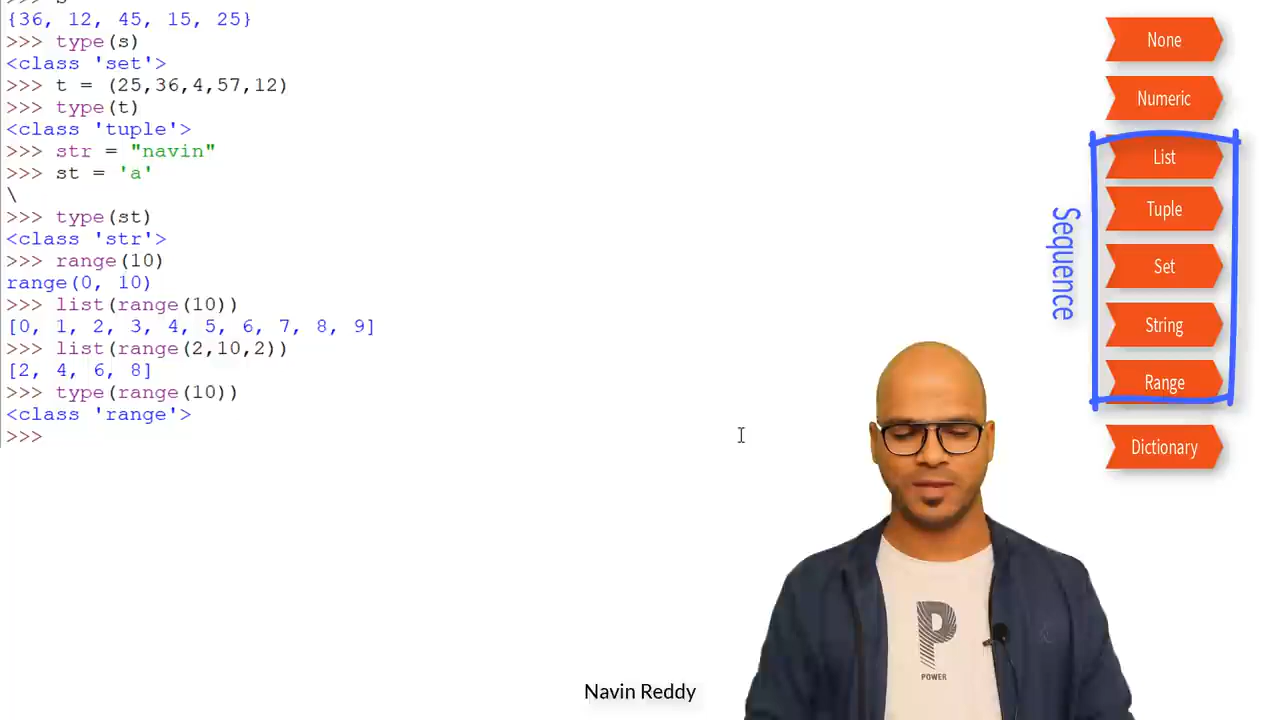 {36, 12, 45, 15, 25}
>>> type(s)
<class 'set'>
>>> t = (25,36,4,57,12)
>>> type(t)
<class 'tuple'>
>>> str = "navin"
>>> st = 'a'
\
>>> type(st)
<class 'str'>
>>> range(10)
range(0, 10)
>>> list(range(10))
[0, 1, 2, 3, 4, 5, 6, 7, 8, 9]
>>> list(range(2,10,2))
[2, 4, 6, 8]
>>> type(range(10))
<class 'range'>
>>>
None
Numeric
Sequence
List
Tuple
Set
String
Range
Dictionary
P
POWER
Navin Reddy